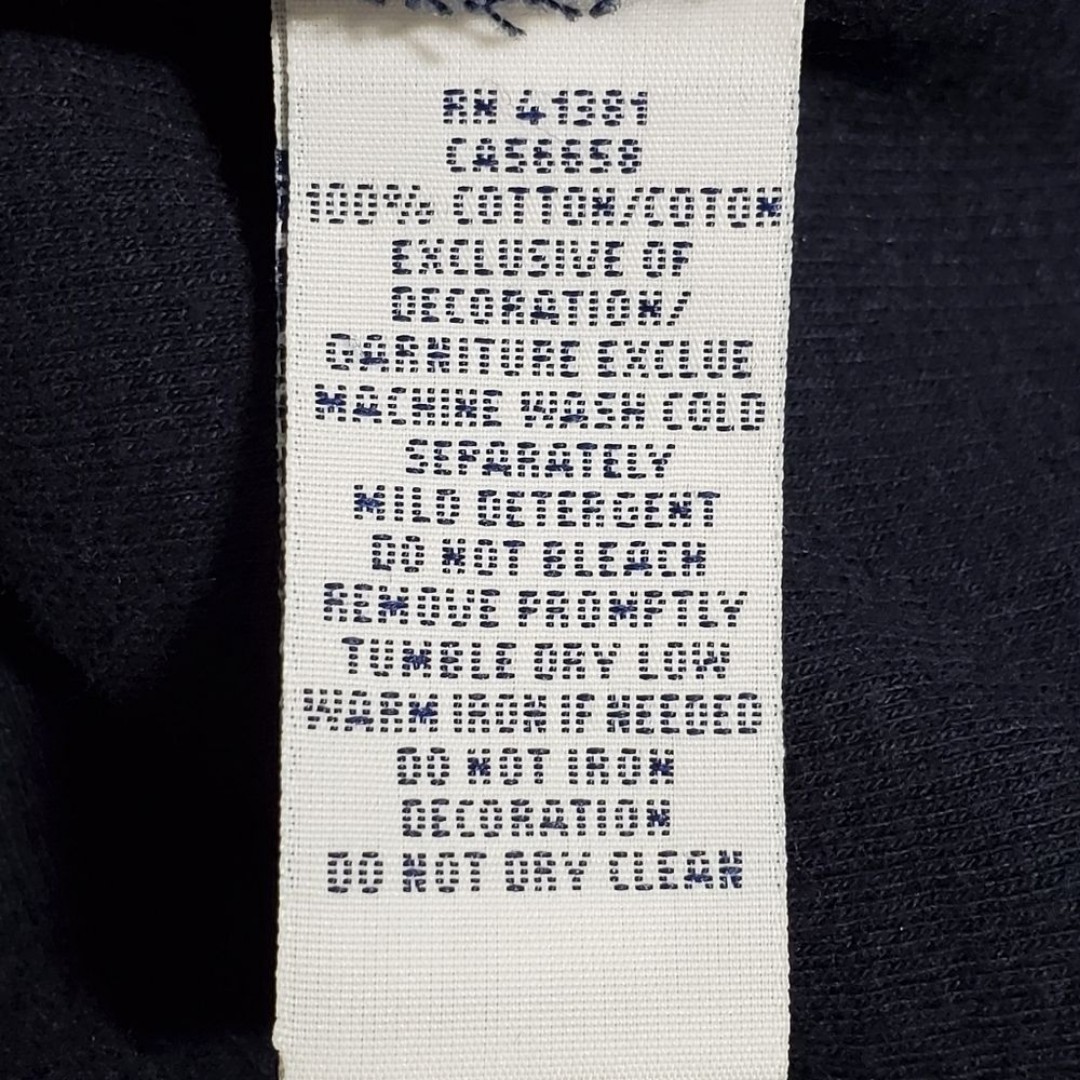 RN 41381
CA56658
100% COTTON/COTON
EXCLUSIVE OF
DECORATION/
GARNITURE EXCLUE
MACHINE WASH COLD
SEPARATELY
MILD DETERGENT
DO NOT BLEACH
REMOVE PROMPTLY
TUMBLE DRY LOW
WARM IRON IF NEEDED
DO NOT IRON
DECORATION
DO NOT DRY CLEAN